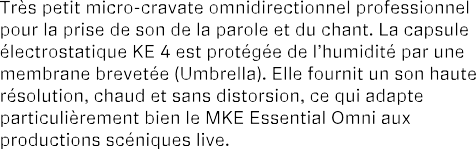 Très petit micro-cravate omnidirectionnel professionnel
pour la prise de son de la parole et du chant. La capsule
électrostatique KE 4 est protégée de l'humidité par une
membrane brevetée (Umbrella). Elle fournit un son haute
résolution, chaud et sans distorsion, ce qui adapte
particulièrement bien le MKE Essential Omni aux
productions scéniques live.